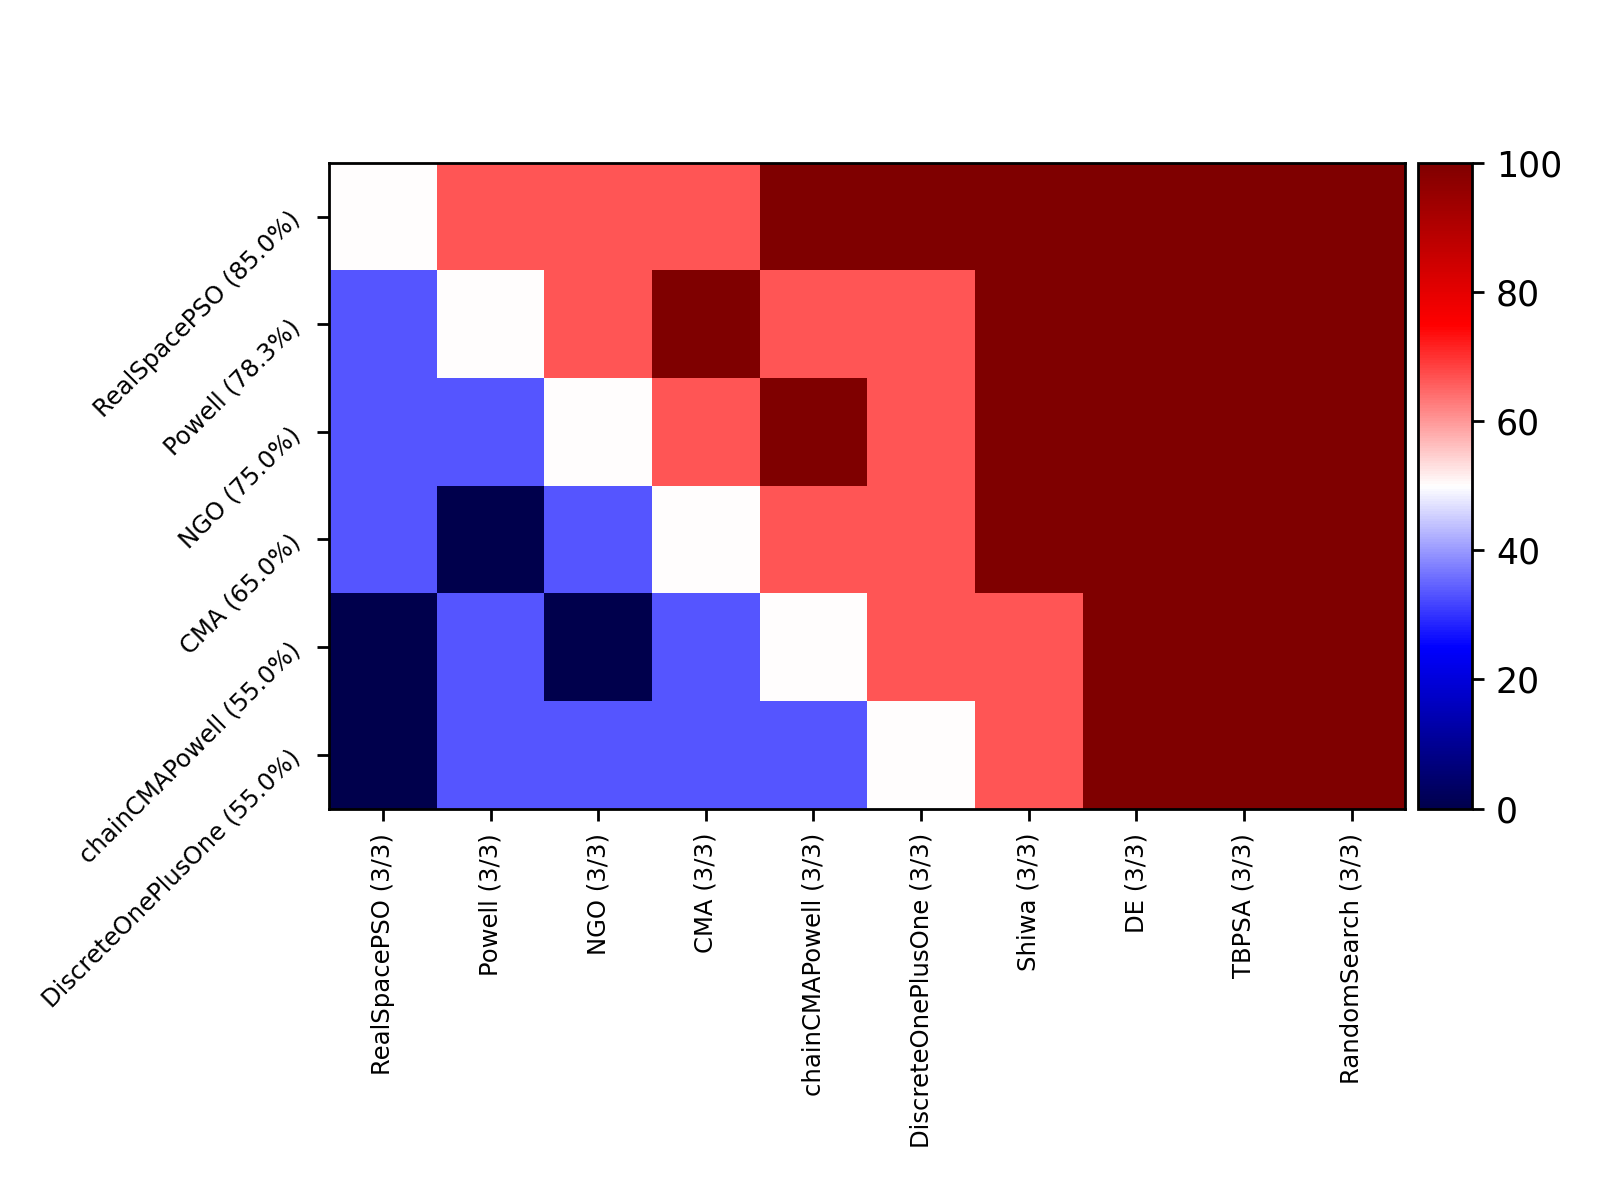 RealSpacePSO (85.0%)
Powell (78.3%)
NGO (75.0%)
CMA (65.0%)
chainCMAPowell (55.0%)
DiscreteOnePlusOne (55.0%)
RealSpacePSO (3/3)
Powell (3/3)
NGO (3/3)
CMA (3/3)
chainCMAPowell (3/3)
DiscreteOnePlusOne (3/3)
Shiwa (3/3)
DE (3/3)
TBPSA (3/3)
RandomSearch (3/3)
100
80
60
40
20
0